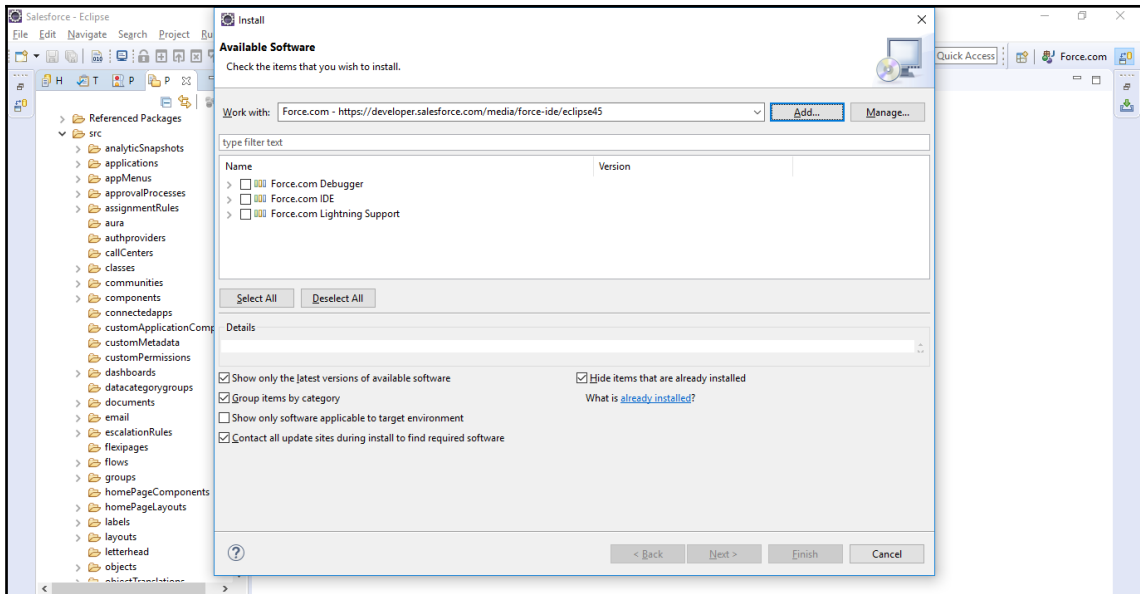 Salesforce - Eclipse
File Edit Navigate Search Project Ru
Quick Access
Force.com
H T P P
Referenced Packages
src
analyticSnapshots
applications
appMenus
approvalProcesses
assignmentRules
aura
authproviders
callCenters
classes
communities
components
connectedapps
customApplicationComp
customMetadata
customPermissions
dashboards
datacategorygroups
documents
email
escalationRules
flexipages
flows
groups
homePageComponents
homePageLayouts
labels
layouts
letterhead
objects
objectTranslations
Install
Available Software
Check the items that you wish to install.
Work with: Force.com - https://developer.salesforce.com/media/force-ide/eclipse45 Add... Manage...
type filter text
Name Version
Force.com Debugger
Force.com IDE
Force.com Lightning Support
Select All Deselect All
Details
Show only the latest versions of available software Hide items that are already installed
Group items by category What is already installed?
Show only software applicable to target environment
Contact all update sites during install to find required software
? < Back Next > Finish Cancel